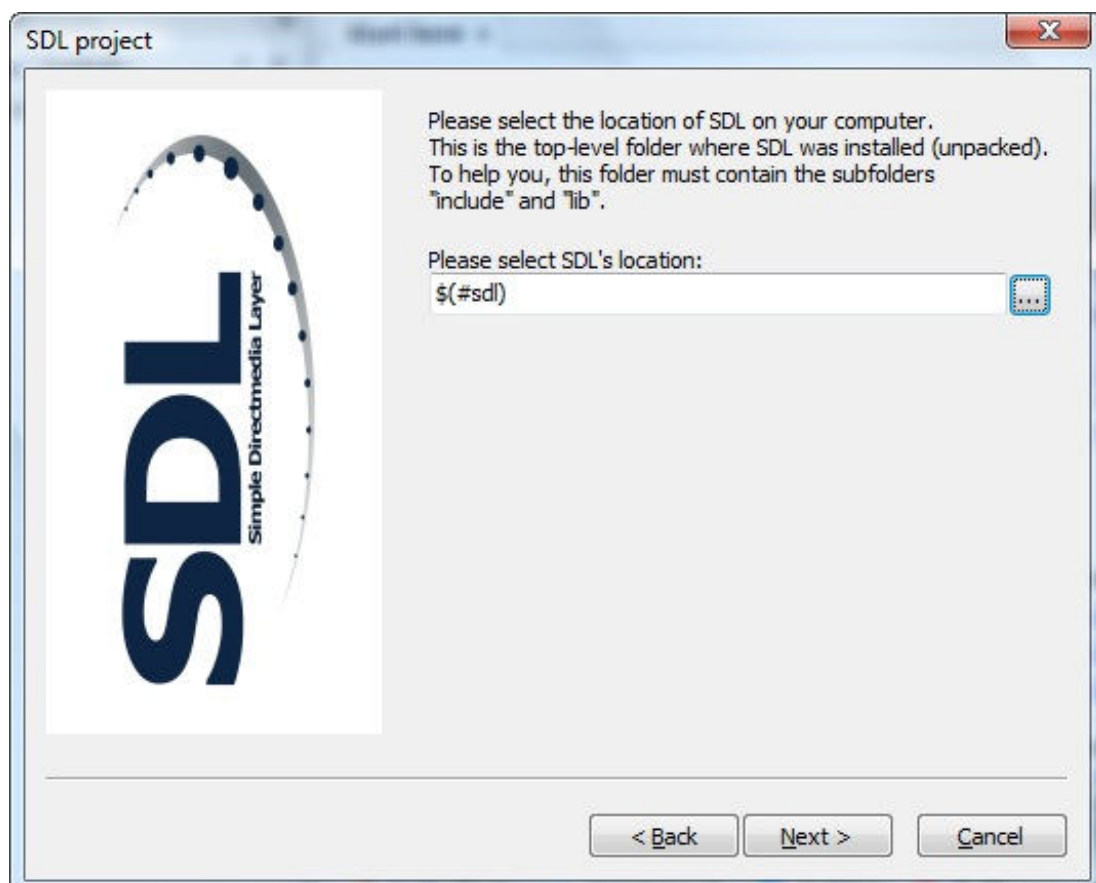 SDL project
Please select the location of SDL on your computer.
This is the top-level folder where SDL was installed (unpacked).
To help you, this folder must contain the subfolders
"include" and "lib".
Please select SDL's location:
$(#sdl)
...
SDL
Simple Directmedia Layer
< Back
Next >
Cancel